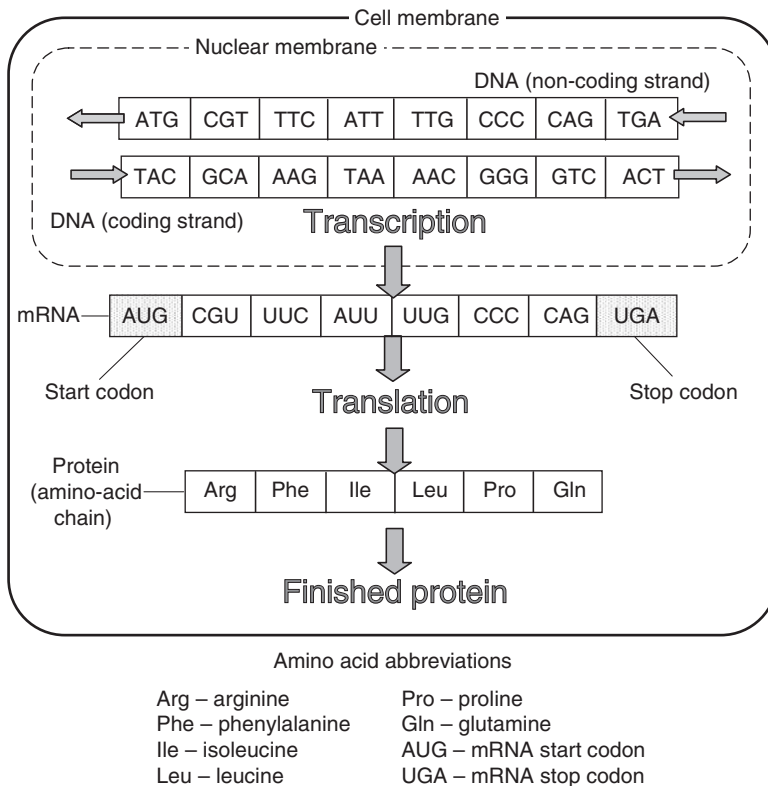 Cell membrane
Nuclear membrane
DNA (non-coding strand)
ATG CGT TTC ATT TTG CCC CAG TGA
TAC GCA AAG TAA AAC GGG GTC ACT
DNA (coding strand)
Transcription
mRNA AUG CGU UUC AUU UUG CCC CAG UGA
Start codon Stop codon
Translation
Protein
(amino-acid
chain)
Arg Phe Ile Leu Pro Gln
Finished protein
Amino acid abbreviations
Arg – arginine
Phe – phenylalanine
Ile – isoleucine
Leu – leucine
Pro – proline
Gln – glutamine
AUG – mRNA start codon
UGA – mRNA stop codon